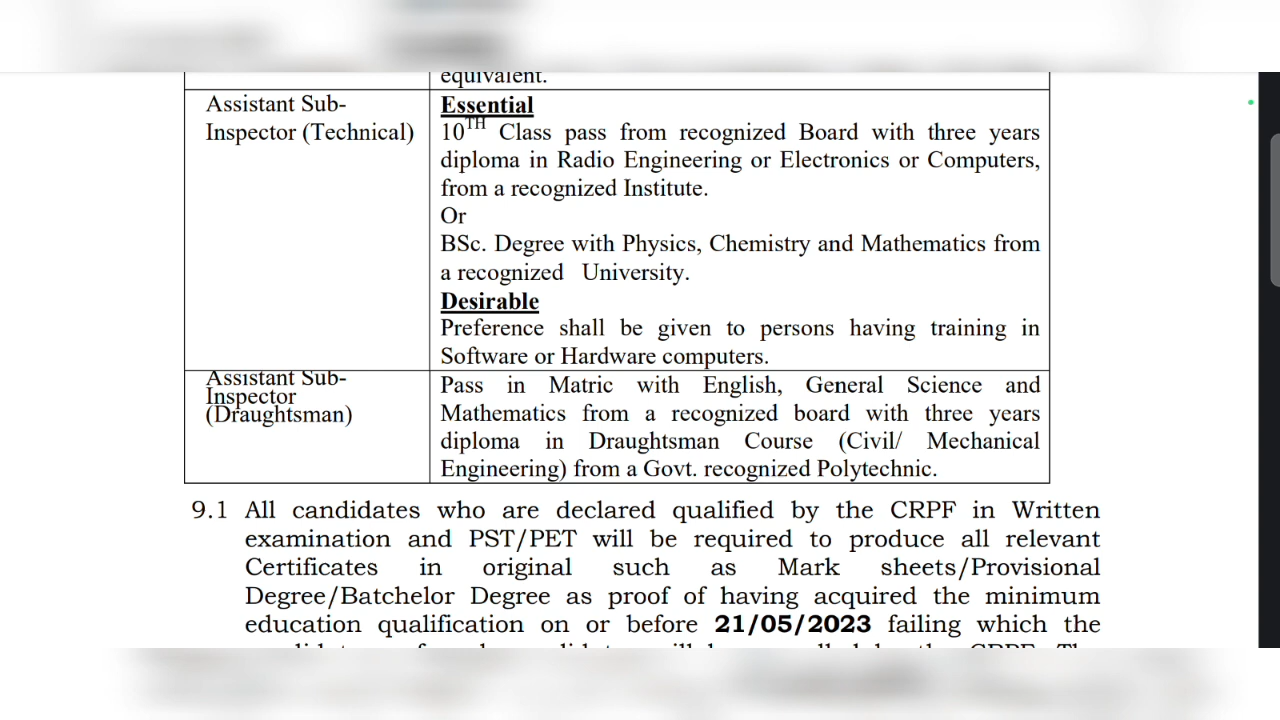 equivalent.
Assistant Sub-
Inspector (Technical)
Essential
10TH Class pass from recognized Board with three years
diploma in Radio Engineering or Electronics or Computers,
from a recognized Institute.
Or
BSc. Degree with Physics, Chemistry and Mathematics from
a recognized University.
Desirable
Preference shall be given to persons having training in
Software or Hardware computers.
Assistant Sub-
Inspector
(Draughtsman)
Pass in Matric with English, General Science and
Mathematics from a recognized board with three years
diploma in Draughtsman Course (Civil/ Mechanical
Engineering) from a Govt. recognized Polytechnic.
9.1 All candidates who are declared qualified by the CRPF in Written
examination and PST/PET will be required to produce all relevant
Certificates in original such as Mark sheets/Provisional
Degree/Batchelor Degree as proof of having acquired the minimum
education qualification on or before 21/05/2023 failing which the